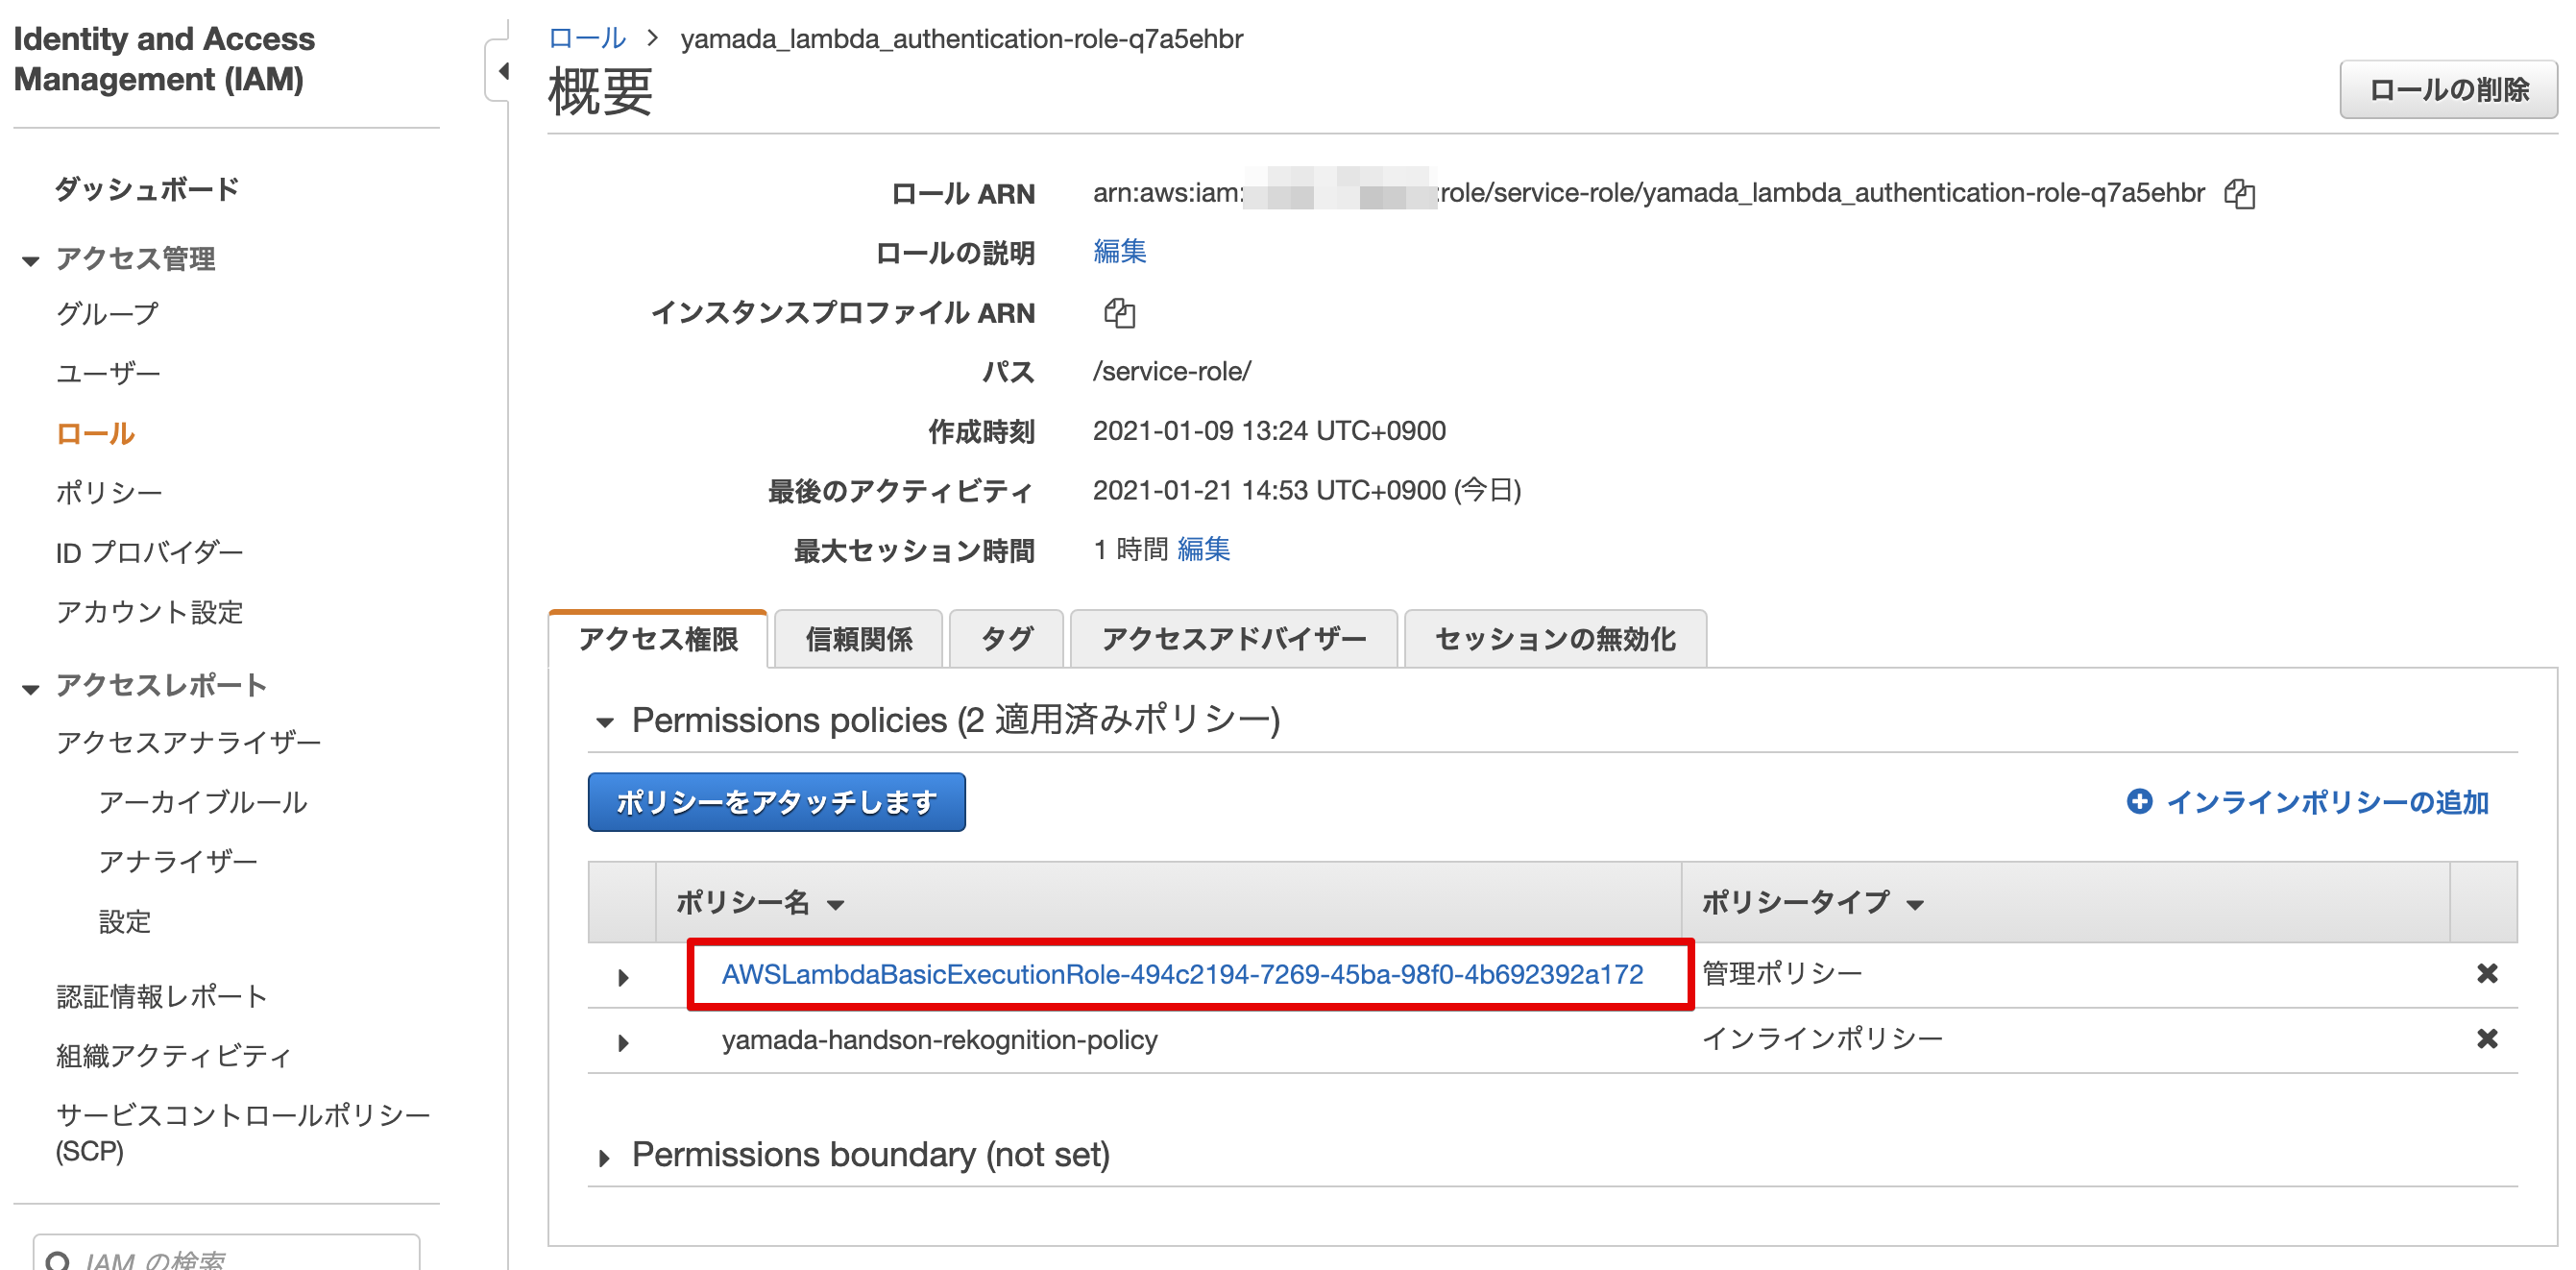 Identity and Access
Management (IAM)
ダッシュボード
アクセス管理
グループ
ユーザー
ロール
ポリシー
ID プロバイダー
アカウント設定
アクセスレポート
アクセスアナライザー
アーカイブルール
アナライザー
設定
認証情報レポート
組織アクティビティ
サービスコントロールポリシー
(SCP)
IAM の検索
ロール > yamada_lambda_authentication-role-q7a5ehbr
概要
ロールの削除
ロール ARN arn:aws:iam: :role/service-role/yamada_lambda_authentication-role-q7a5ehbr
ロールの説明 編集
インスタンスプロファイル ARN
パス /service-role/
作成時刻 2021-01-09 13:24 UTC+0900
最後のアクティビティ 2021-01-21 14:53 UTC+0900 (今日)
最大セッション時間 1 時間 編集
アクセス権限 信頼関係 タグ アクセスアドバイザー セッションの無効化
Permissions policies (2 適用済みポリシー)
ポリシーをアタッチします インラインポリシーの追加
ポリシー名 ポリシータイプ
AWSLambdaBasicExecutionRole-494c2194-7269-45ba-98f0-4b692392a172 管理ポリシー
yamada-handson-rekognition-policy インラインポリシー
Permissions boundary (not set)